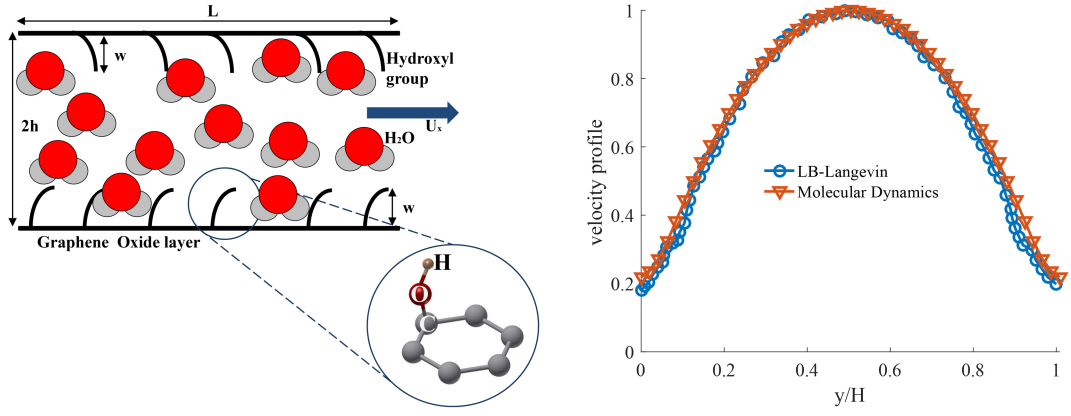 L
w
Hydroxyl
group
2h
Uₓ
H₂O
w
Graphene Oxide layer
H
O
C
velocity profile
1
0.8
0.6
0.4
0.2
0
LB-Langevin
Molecular Dynamics
0 0.2 0.4 0.6 0.8 1
y/H